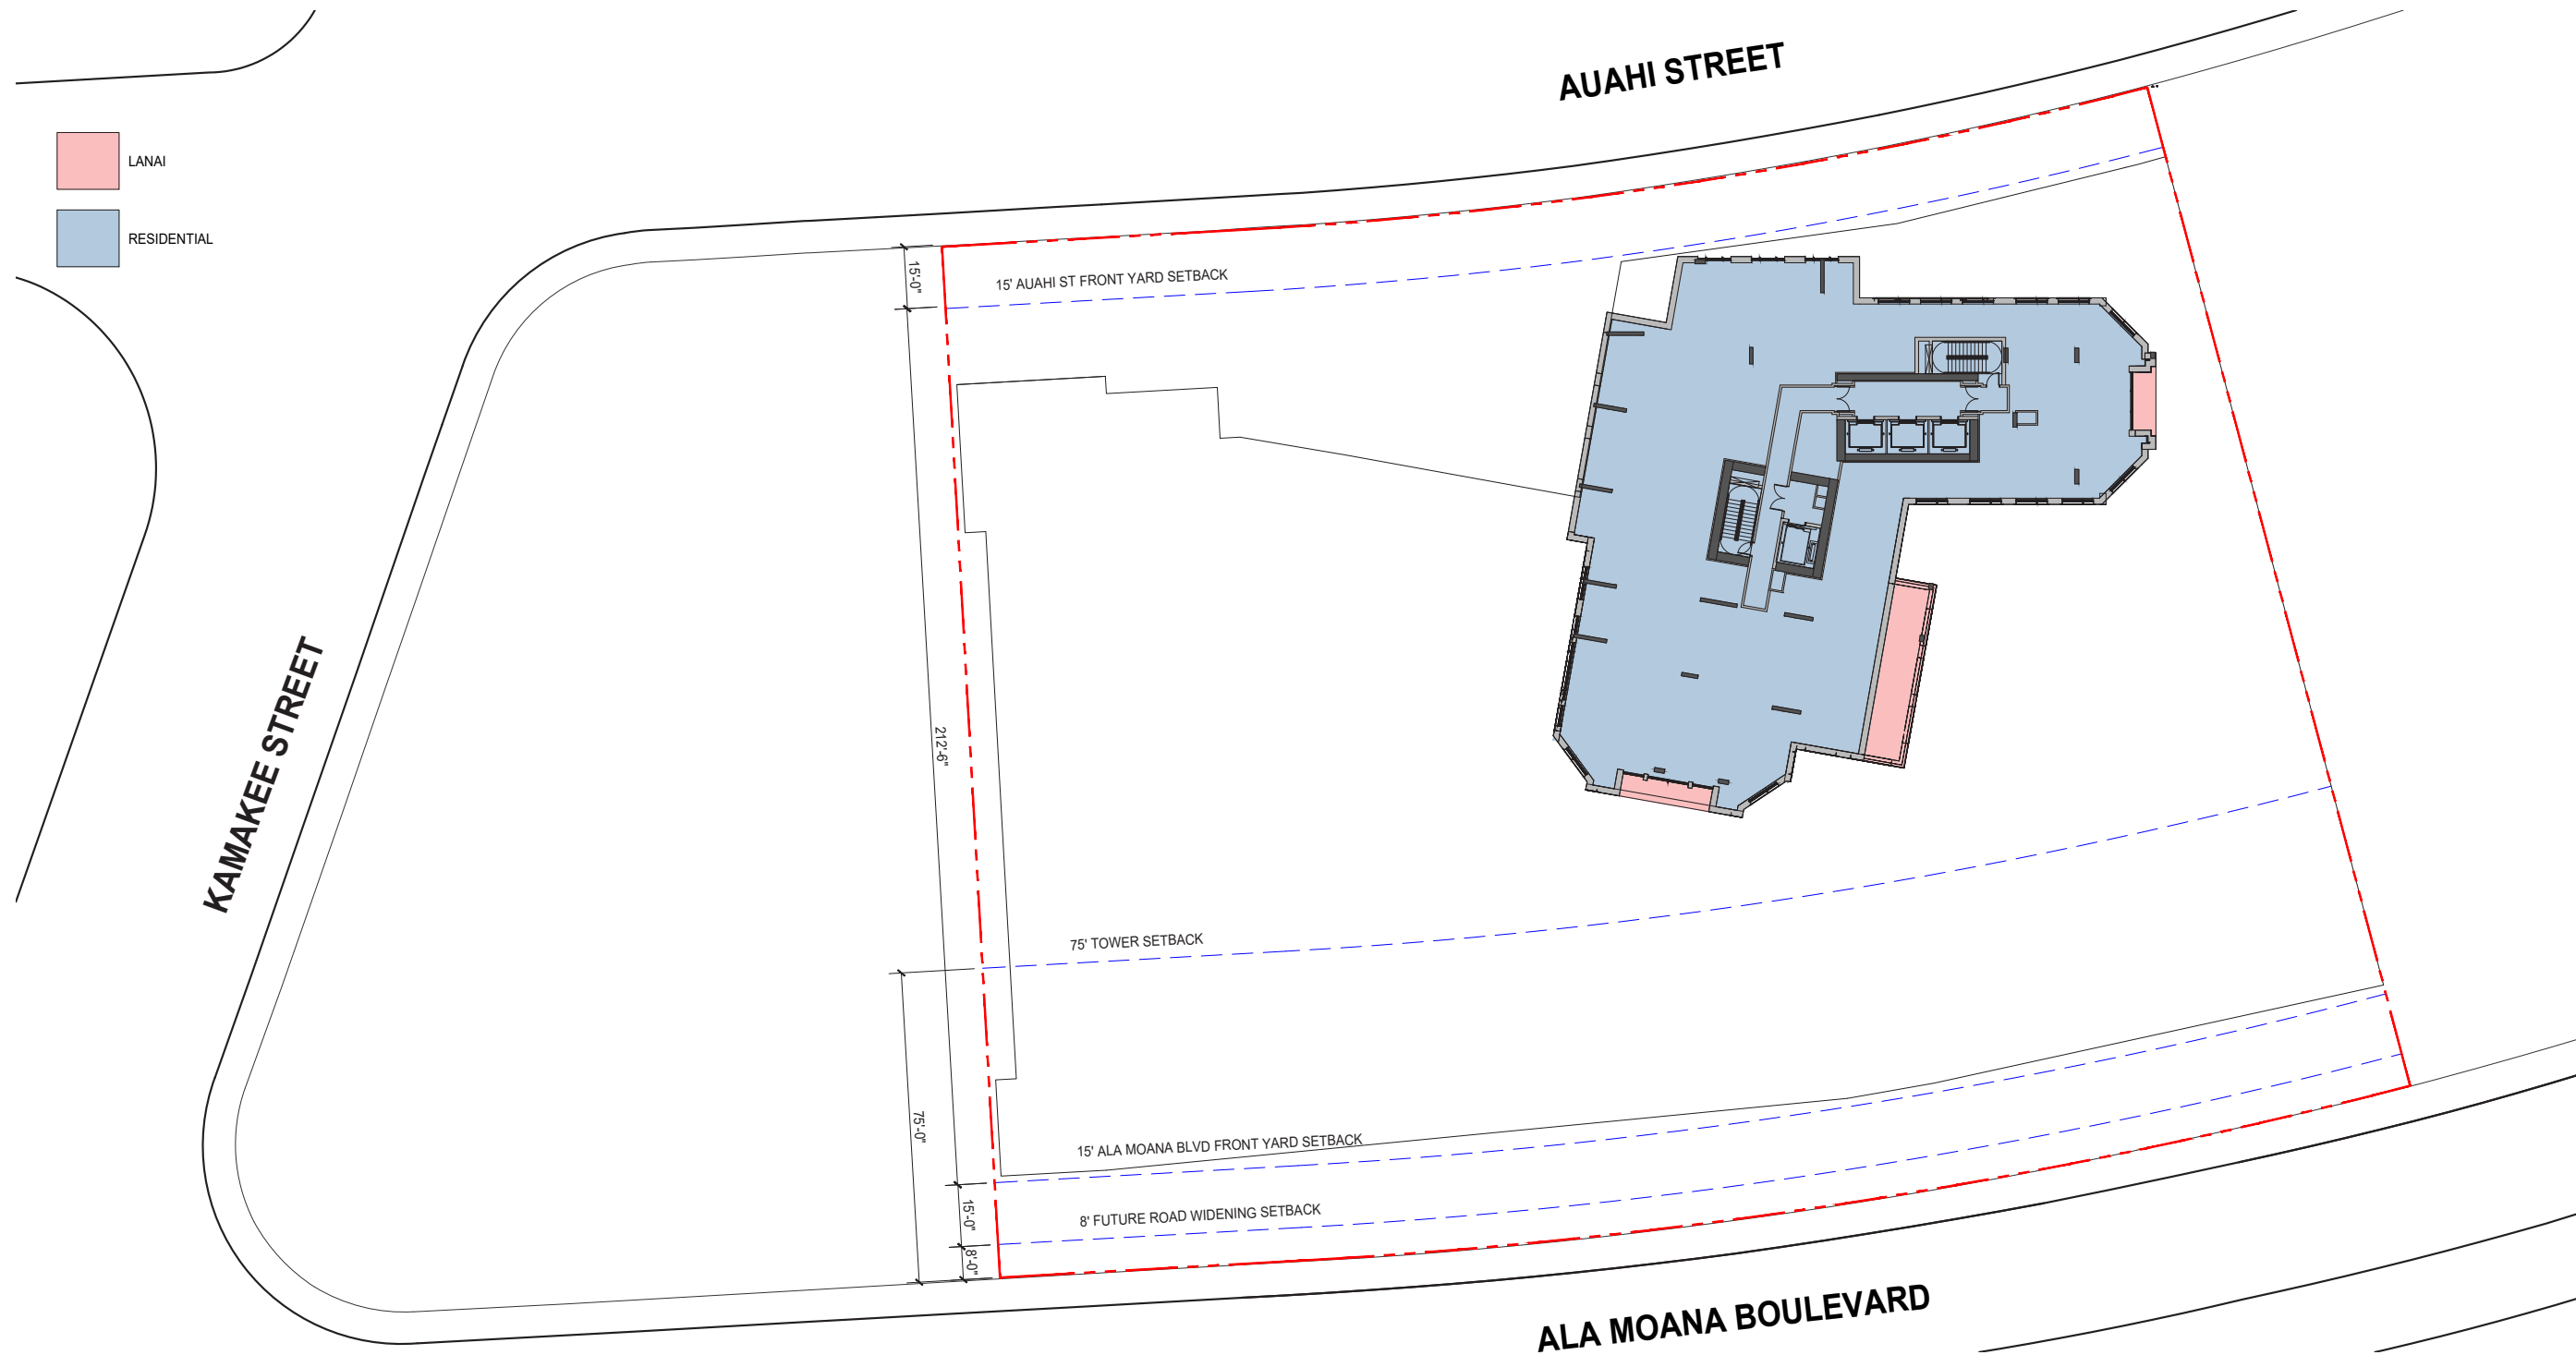 AUAHI STREET
LANAI
RESIDENTIAL
15'-0"
15' AUAHI ST FRONT YARD SETBACK
KAMAKEE STREET
212'-6"
75' TOWER SETBACK
75'-0"
15' ALA MOANA BLVD FRONT YARD SETBACK
15'-0"
8' FUTURE ROAD WIDENING SETBACK
8'-0"
ALA MOANA BOULEVARD